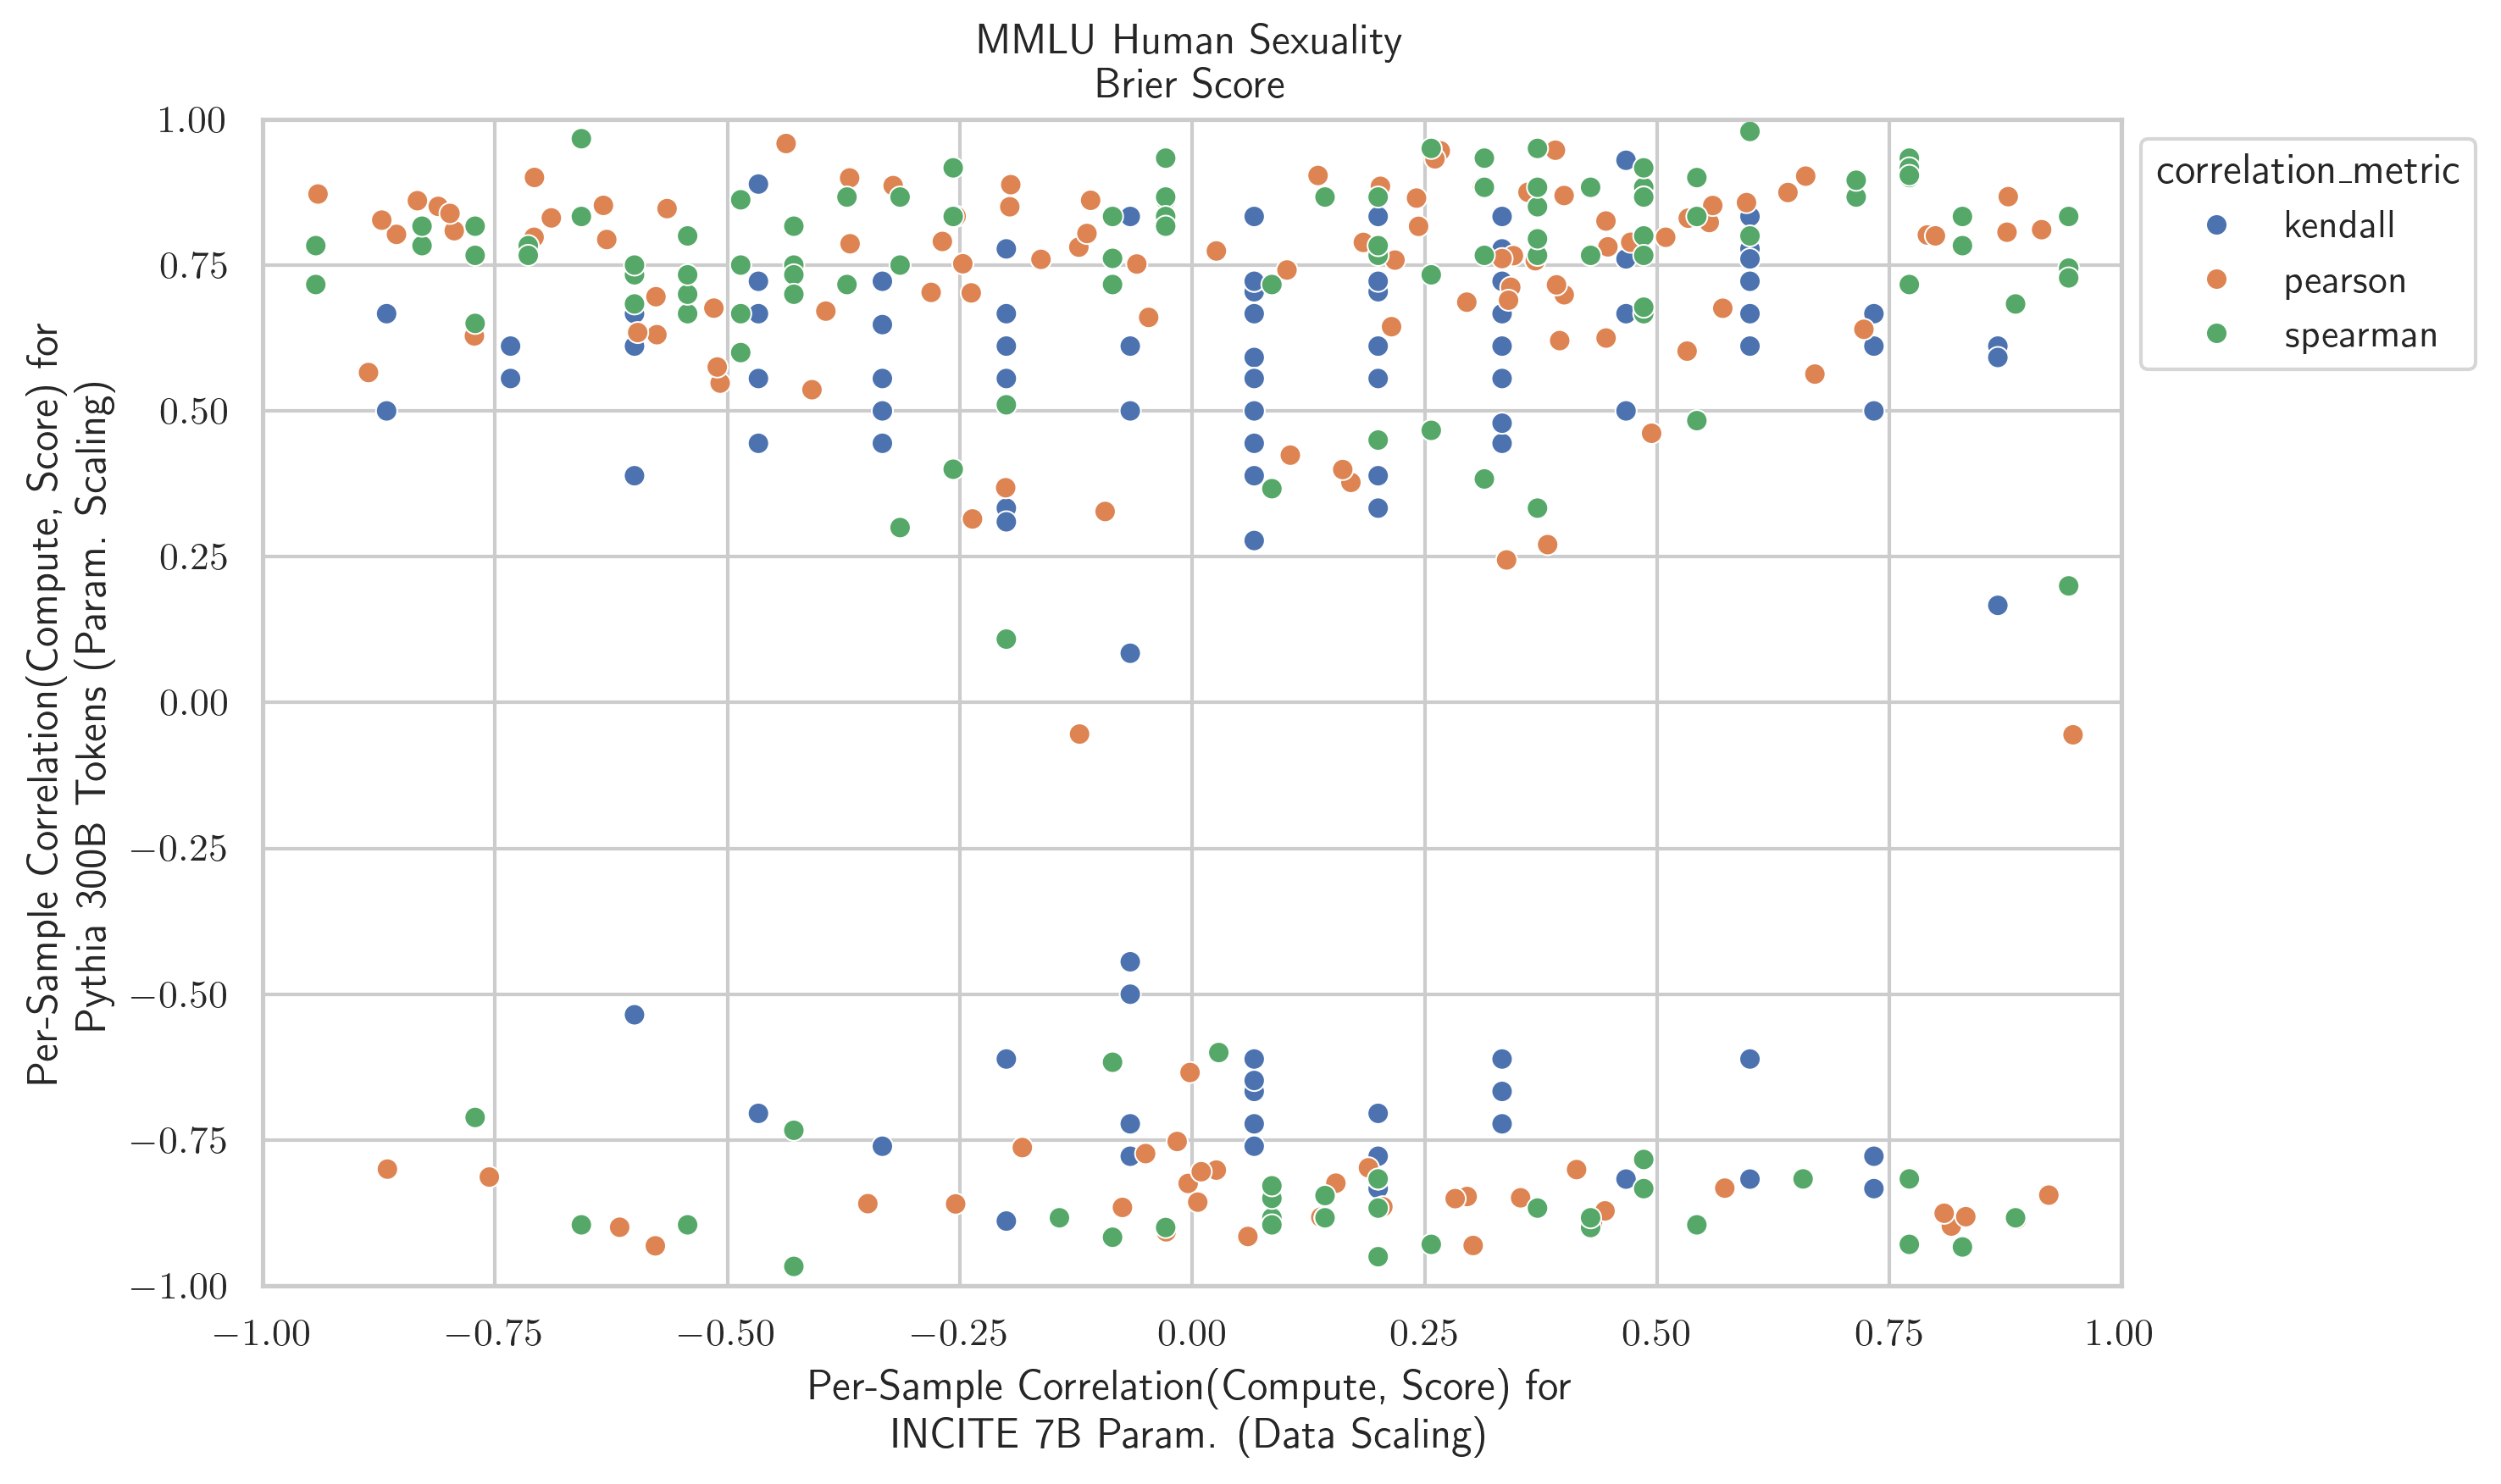 MMLU Human Sexuality
Brier Score
Per-Sample Correlation(Compute, Score) for
Pythia 300B Tokens (Param. Scaling)
1.00
0.75
0.50
0.25
0.00
−0.25
−0.50
−0.75
−1.00
−1.00 −0.75 −0.50 −0.25 0.00 0.25 0.50 0.75 1.00
Per-Sample Correlation(Compute, Score) for
INCITE 7B Param. (Data Scaling)
correlation_metric
kendall
pearson
spearman